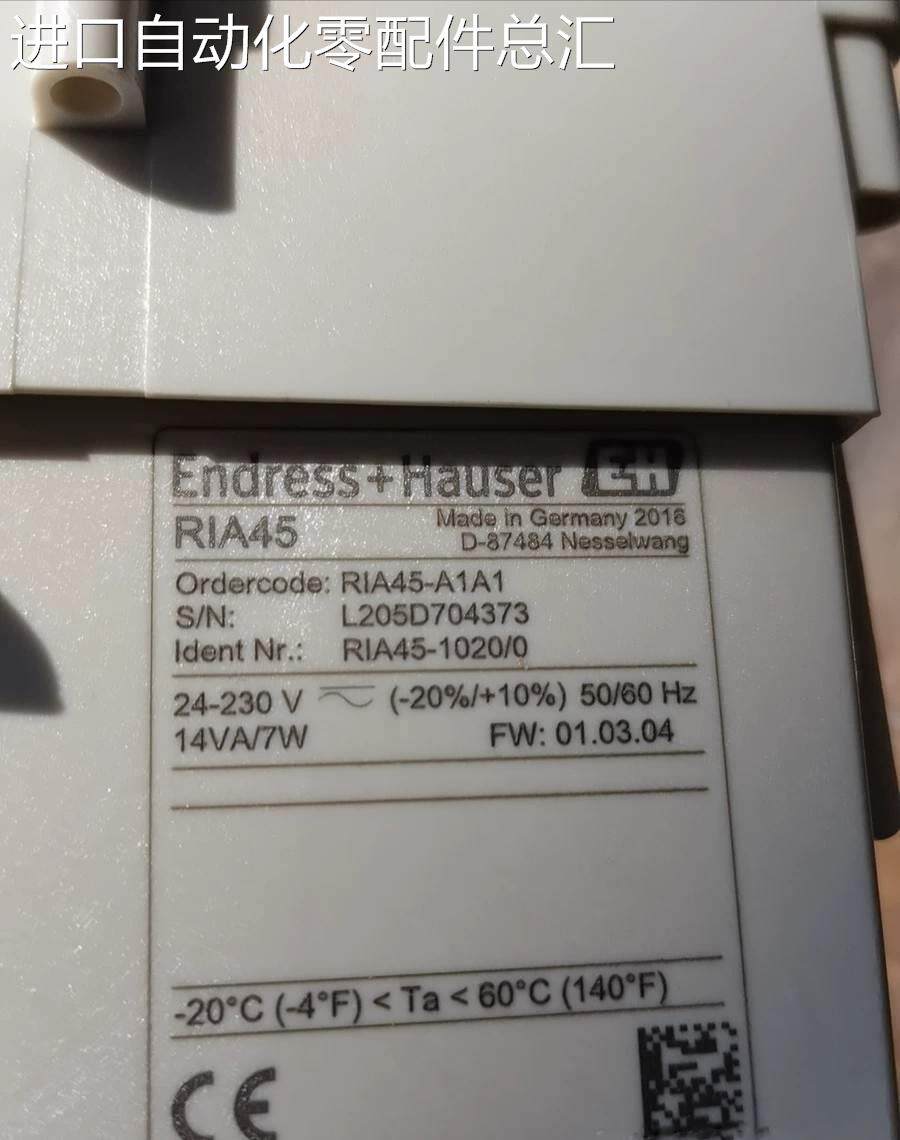 进口自动化零配件总汇
Endress+Hauser EH
RIA45
Made in Germany 2016
D-87484 Nesselwang
Ordercode: RIA45-A1A1
S/N: L205D704373
Ident Nr.: RIA45-1020/0
24-230 V (-20%/+10%) 50/60 Hz
14VA/7W FW: 01.03.04
-20°C (-4°F) < Ta < 60°C (140°F)
CE